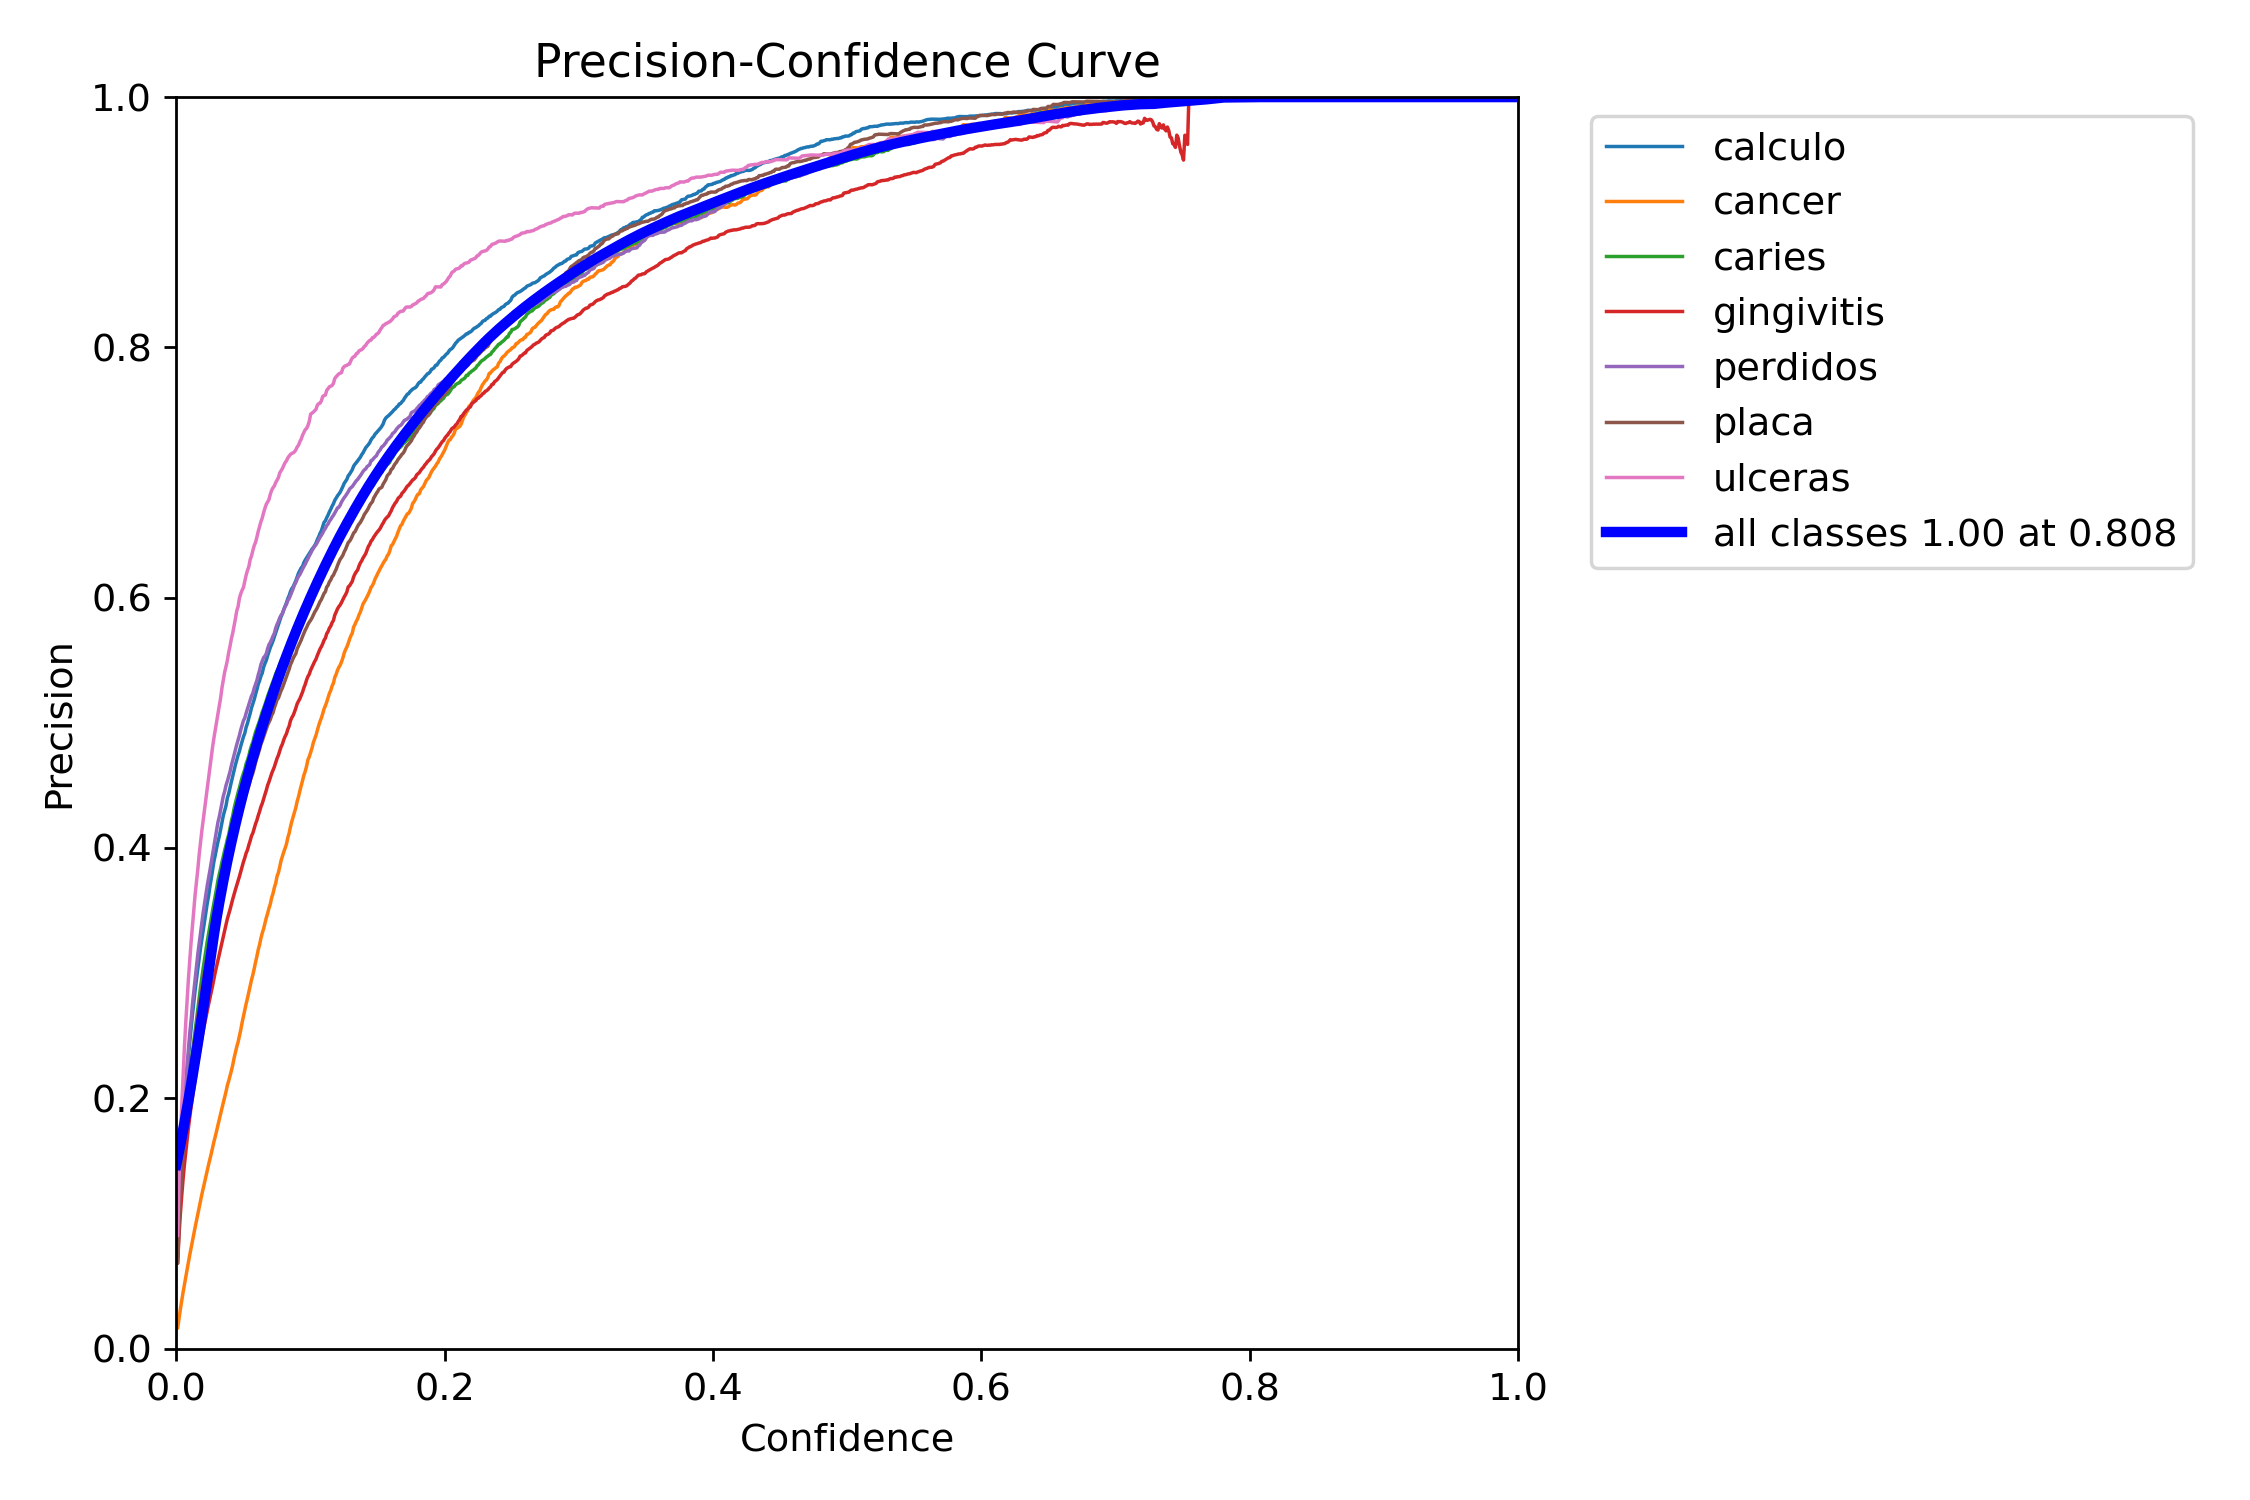 Precision-Confidence Curve
1.0
0.8
0.6
0.4
0.2
0.0
Precision
0.0 0.2 0.4 0.6 0.8 1.0
Confidence
calculo
cancer
caries
gingivitis
perdidos
placa
ulceras
all classes 1.00 at 0.808